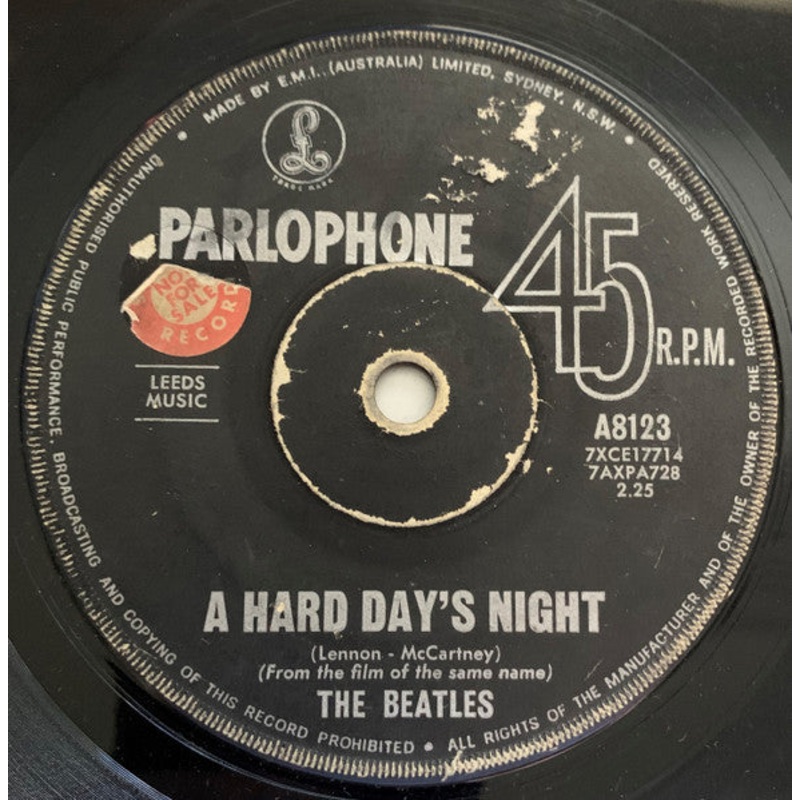 MADE BY E.M.I. (AUSTRALIA) LIMITED, SYDNEY, N.S.W.
£
TRADE MARK
PARLOPHONE
45
R.P.M.
NOT
FOR
SALE
RECORD
LEEDS
MUSIC
A8123
7XCE17714
7AXPA728
2.25
A HARD DAY'S NIGHT
(Lennon - McCartney)
(From the film of the same name)
THE BEATLES
UNAUTHORISED PUBLIC PERFORMANCE, BROADCASTING AND COPYING OF THIS RECORD PROHIBITED • ALL RIGHTS OF THE MANUFACTURER AND OF THE OWNER OF THE RECORDED WORK RESERVED